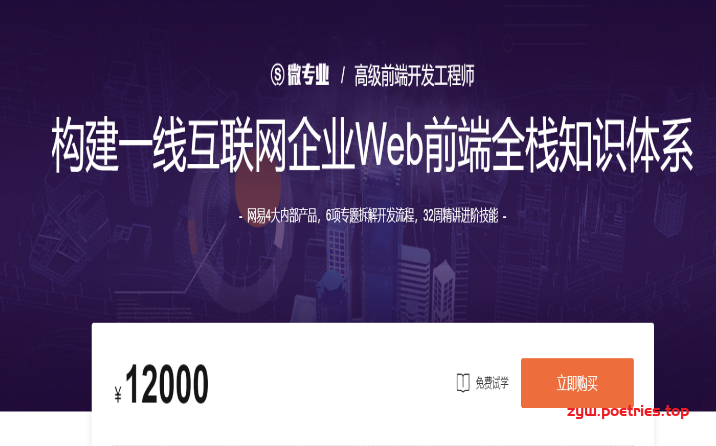 微专业 / 高级前端开发工程师
构建一线互联网企业Web前端全栈知识体系
- 网易4大内部产品，6项专题拆解开发流程，32周精讲进阶技能 -
¥12000
免费试学
立即购买
zyw.poetries.top